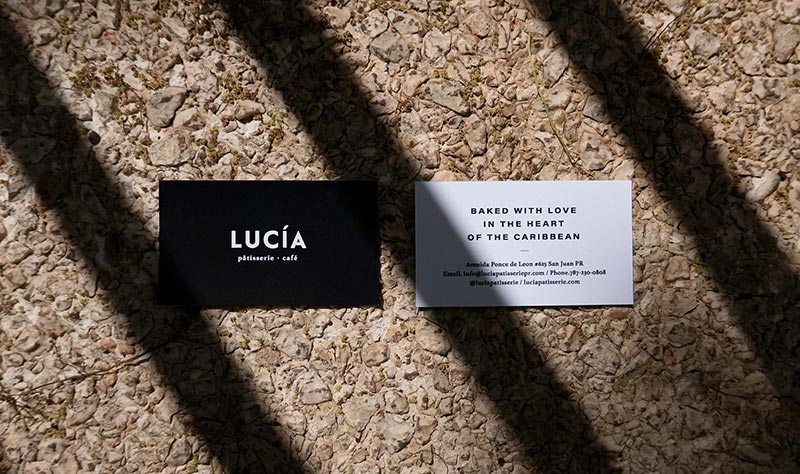 LUCÍA
pâtisserie · café
BAKED WITH LOVE
IN THE HEART
OF THE CARIBBEAN
Avenida Ponce de Leon #615 San Juan PR
Email. info@luciapatisseriepr.com / Phone.787-230-0808
@luciapatisserie / luciapatisserie.com